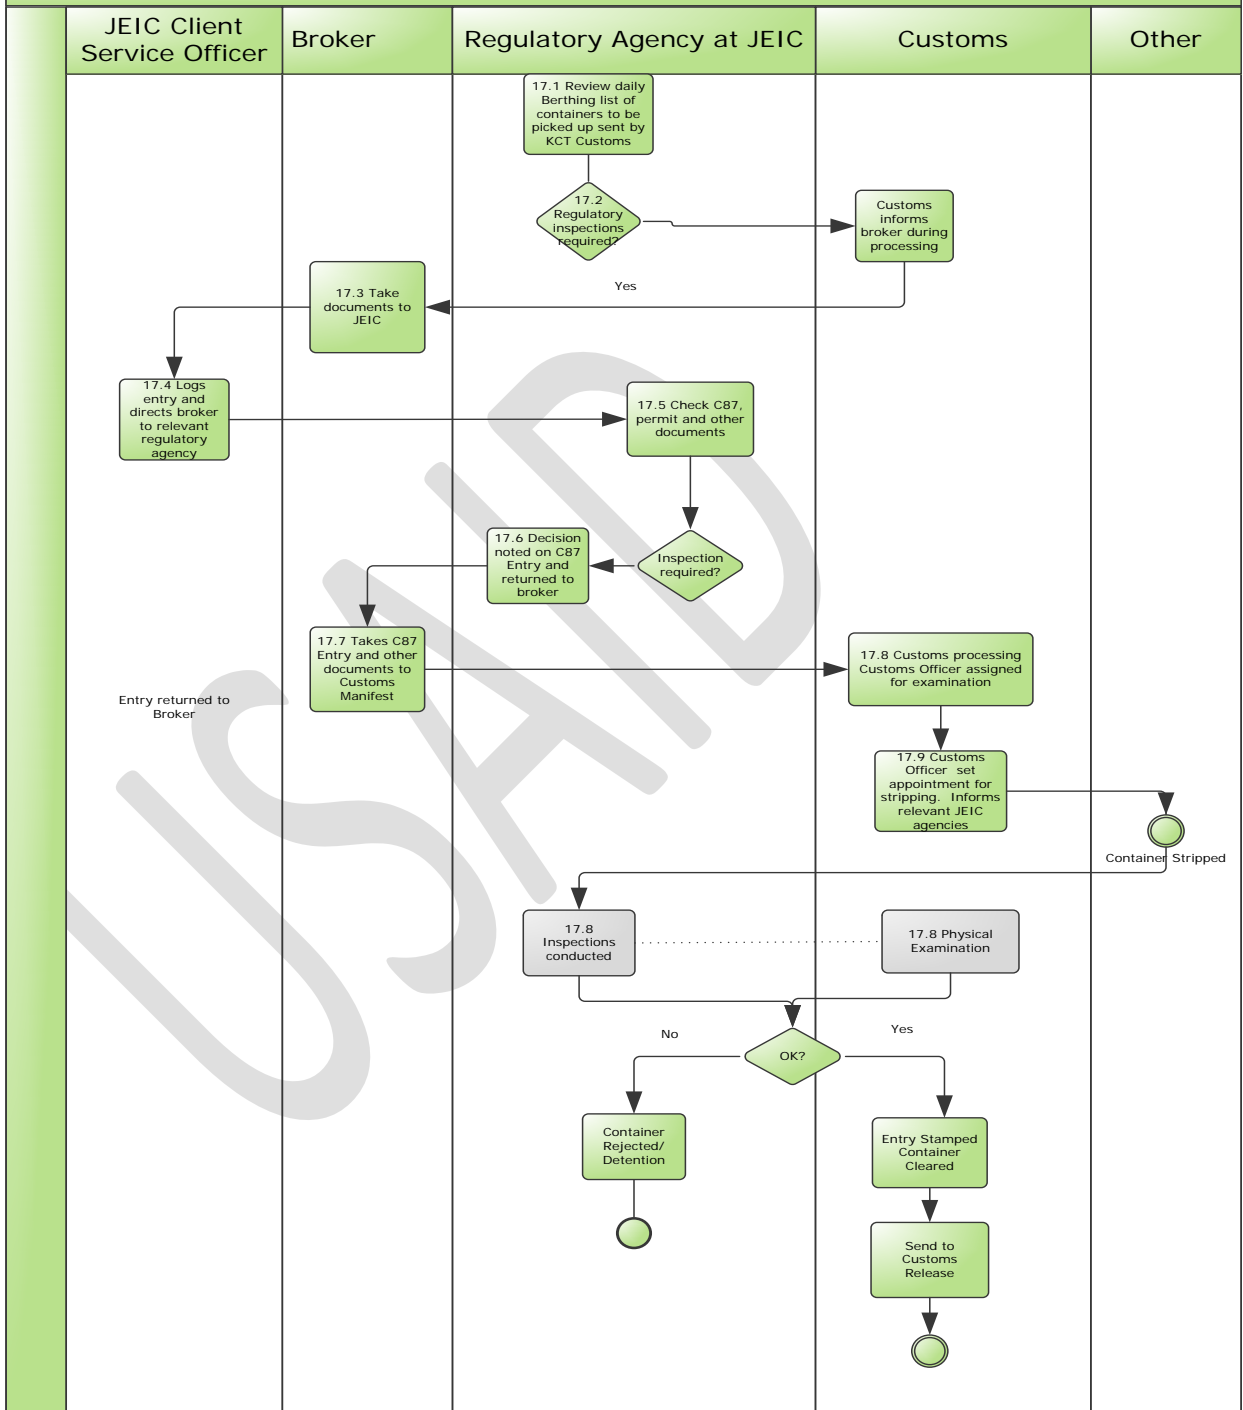 JEIC Client
Service Officer
Broker
Regulatory Agency at JEIC
Customs
Other
17.1 Review daily
Berthing list of
containers to be
picked up sent by
KCT Customs
17.2
Regulatory
inspections
required?
Customs
informs
broker during
processing
Yes
17.3 Take
documents to
JEIC
17.4 Logs
entry and
directs broker
to relevant
regulatory
agency
17.5 Check C87,
permit and other
documents
17.6 Decision
noted on C87
Entry and
returned to
broker
Inspection
required?
17.7 Takes C87
Entry and other
documents to
Customs
Manifest
17.8 Customs processing
Customs Officer assigned
for examination
Entry returned to
Broker
17.9 Customs
Officer set
appointment for
stripping. Informs
relevant JEIC
agencies
Container Stripped
17.8
Inspections
conducted
17.8 Physical
Examination
No
Yes
OK?
Container
Rejected/
Detention
Entry Stamped
Container
Cleared
Send to
Customs
Release
USAID